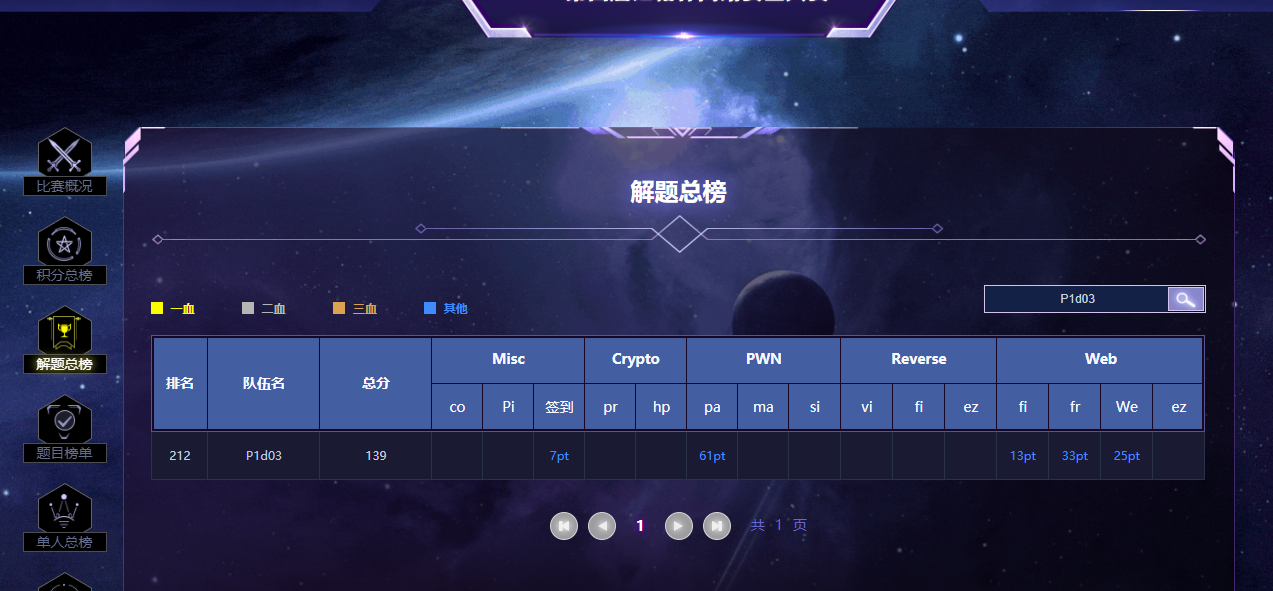 比赛概况
积分总榜
解题总榜
题目榜单
单人总榜
解题总榜
一血 二血 三血 其他
P1d03
排名 队伍名 总分 Misc Crypto PWN Reverse Web
co Pi 签到 pr hp pa ma si vi fi ez fi fr We ez
212 P1d03 139 7pt 61pt 13pt 33pt 25pt
1 共 1 页